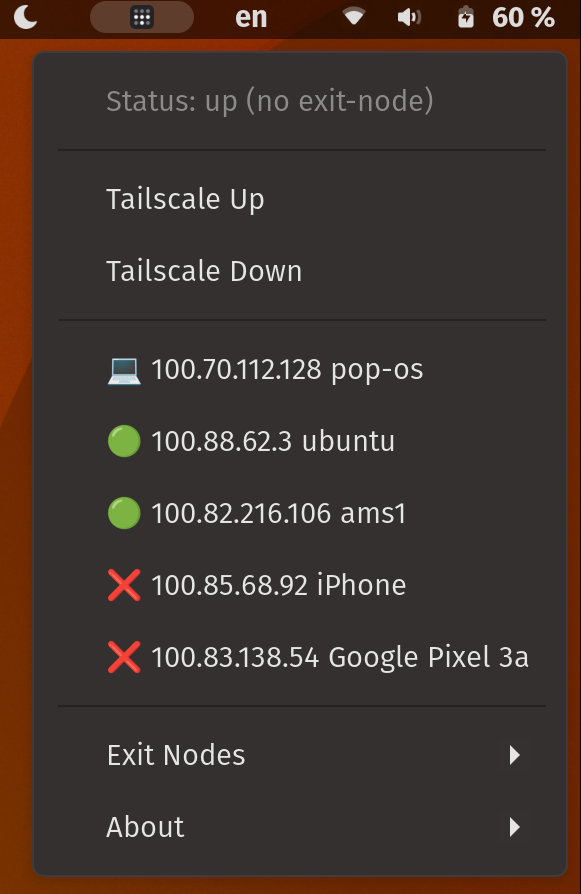 en
60 %
Status: up (no exit-node)
Tailscale Up
Tailscale Down
100.70.112.128 pop-os
100.88.62.3 ubuntu
100.82.216.106 ams1
100.85.68.92 iPhone
100.83.138.54 Google Pixel 3a
Exit Nodes
About